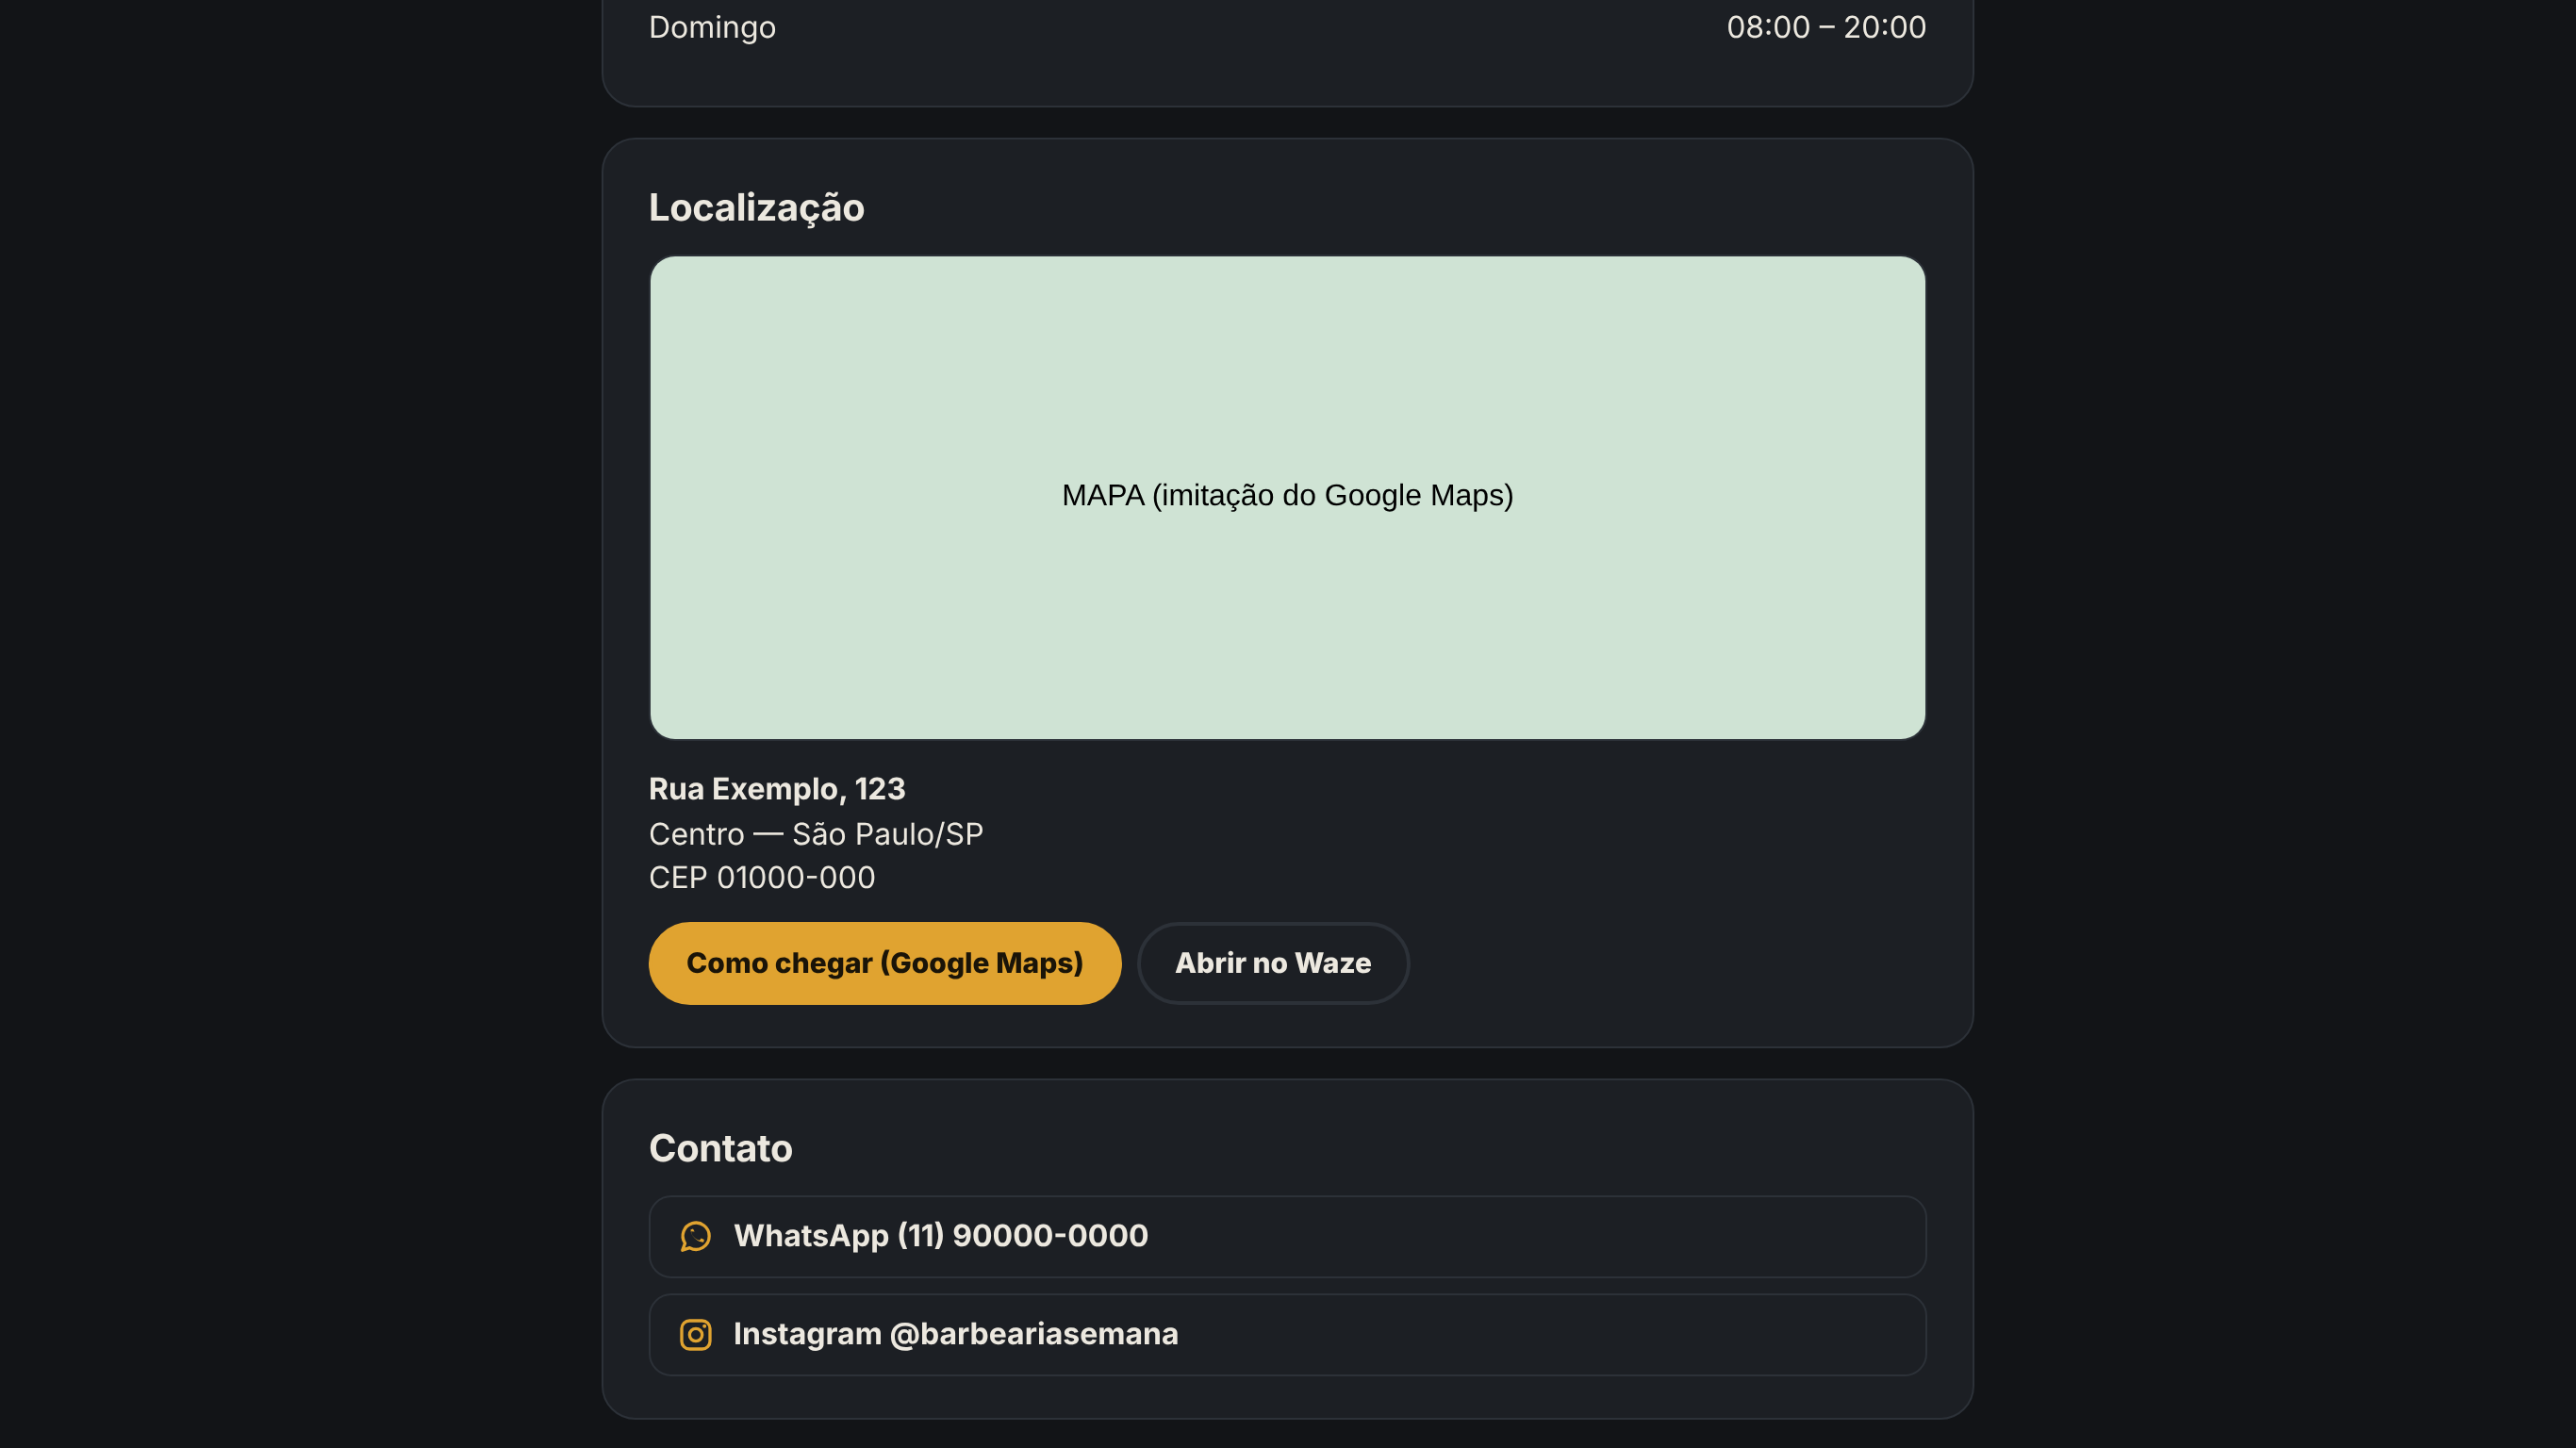 Domingo 08:00 – 20:00
Localização
MAPA (imitação do Google Maps)
Rua Exemplo, 123
Centro — São Paulo/SP
CEP 01000-000
Como chegar (Google Maps) Abrir no Waze
Contato
WhatsApp (11) 90000-0000
Instagram @barbeariasemana